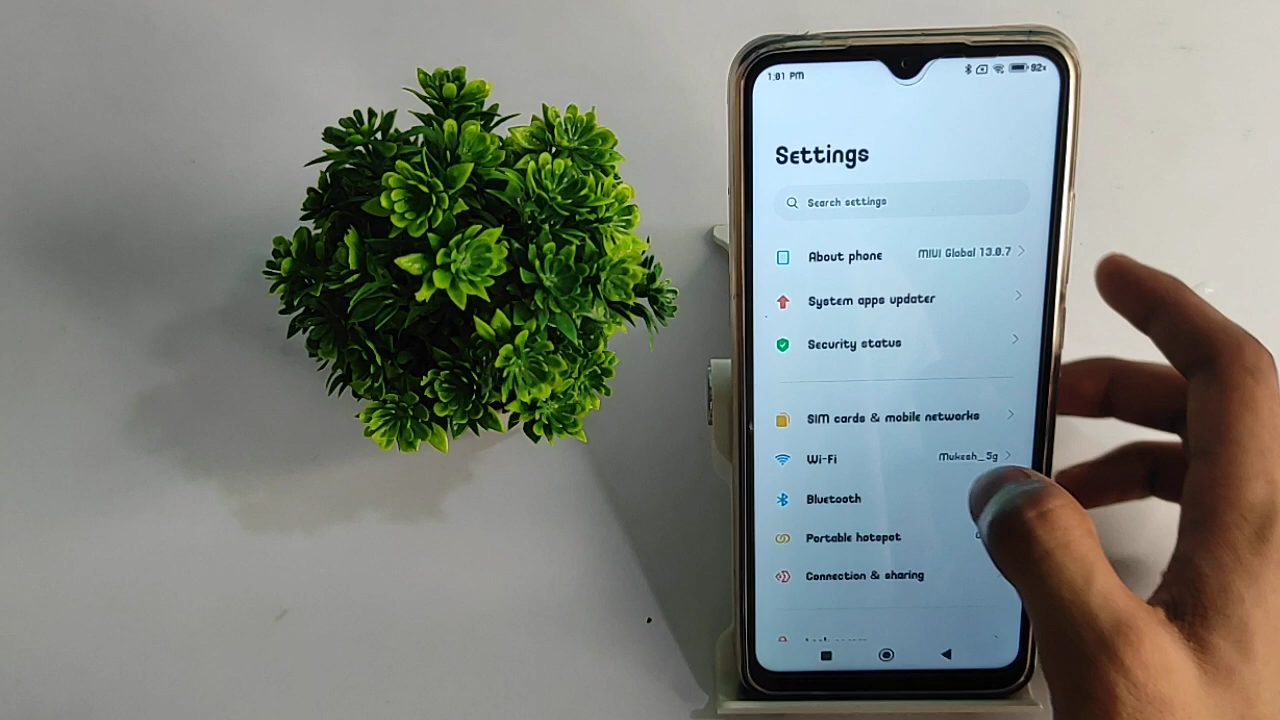 1:01 PM 92%
Settings
Search settings
About phone MIUI Global 13.0.7
System apps updater
Security status
SIM cards & mobile networks
Wi-Fi Mukesh_5g
Bluetooth
Portable hotspot
Connection & sharing